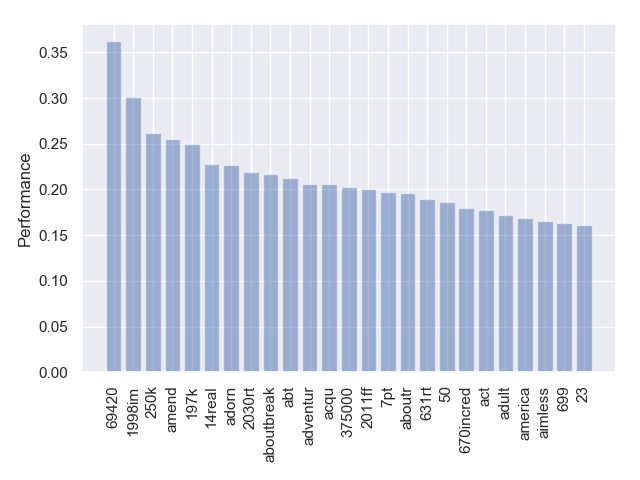 Performance
0.35
0.30
0.25
0.20
0.15
0.10
0.05
0.00
69420
1998im
250k
amend
197k
14real
adorn
2030rt
aboutbreak
abt
adventur
acqu
375000
2011ff
7pt
aboutr
631rt
50
670incred
act
adult
america
aimless
699
23